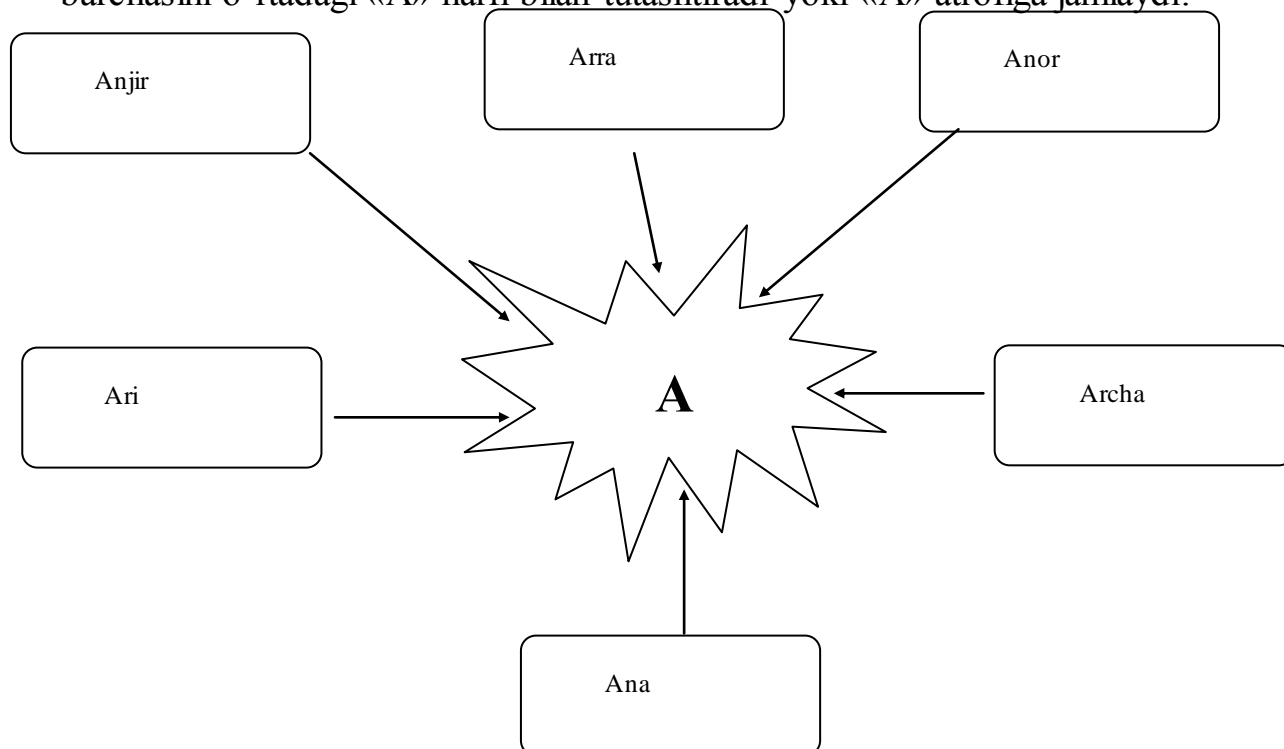 barchasini o‘rtadagi «A» harfi bilan tutashtiradi yoki «A» atrofiga jamlaydi.
Anjir
Arra
Anor
Ari
A
Archa
Ana